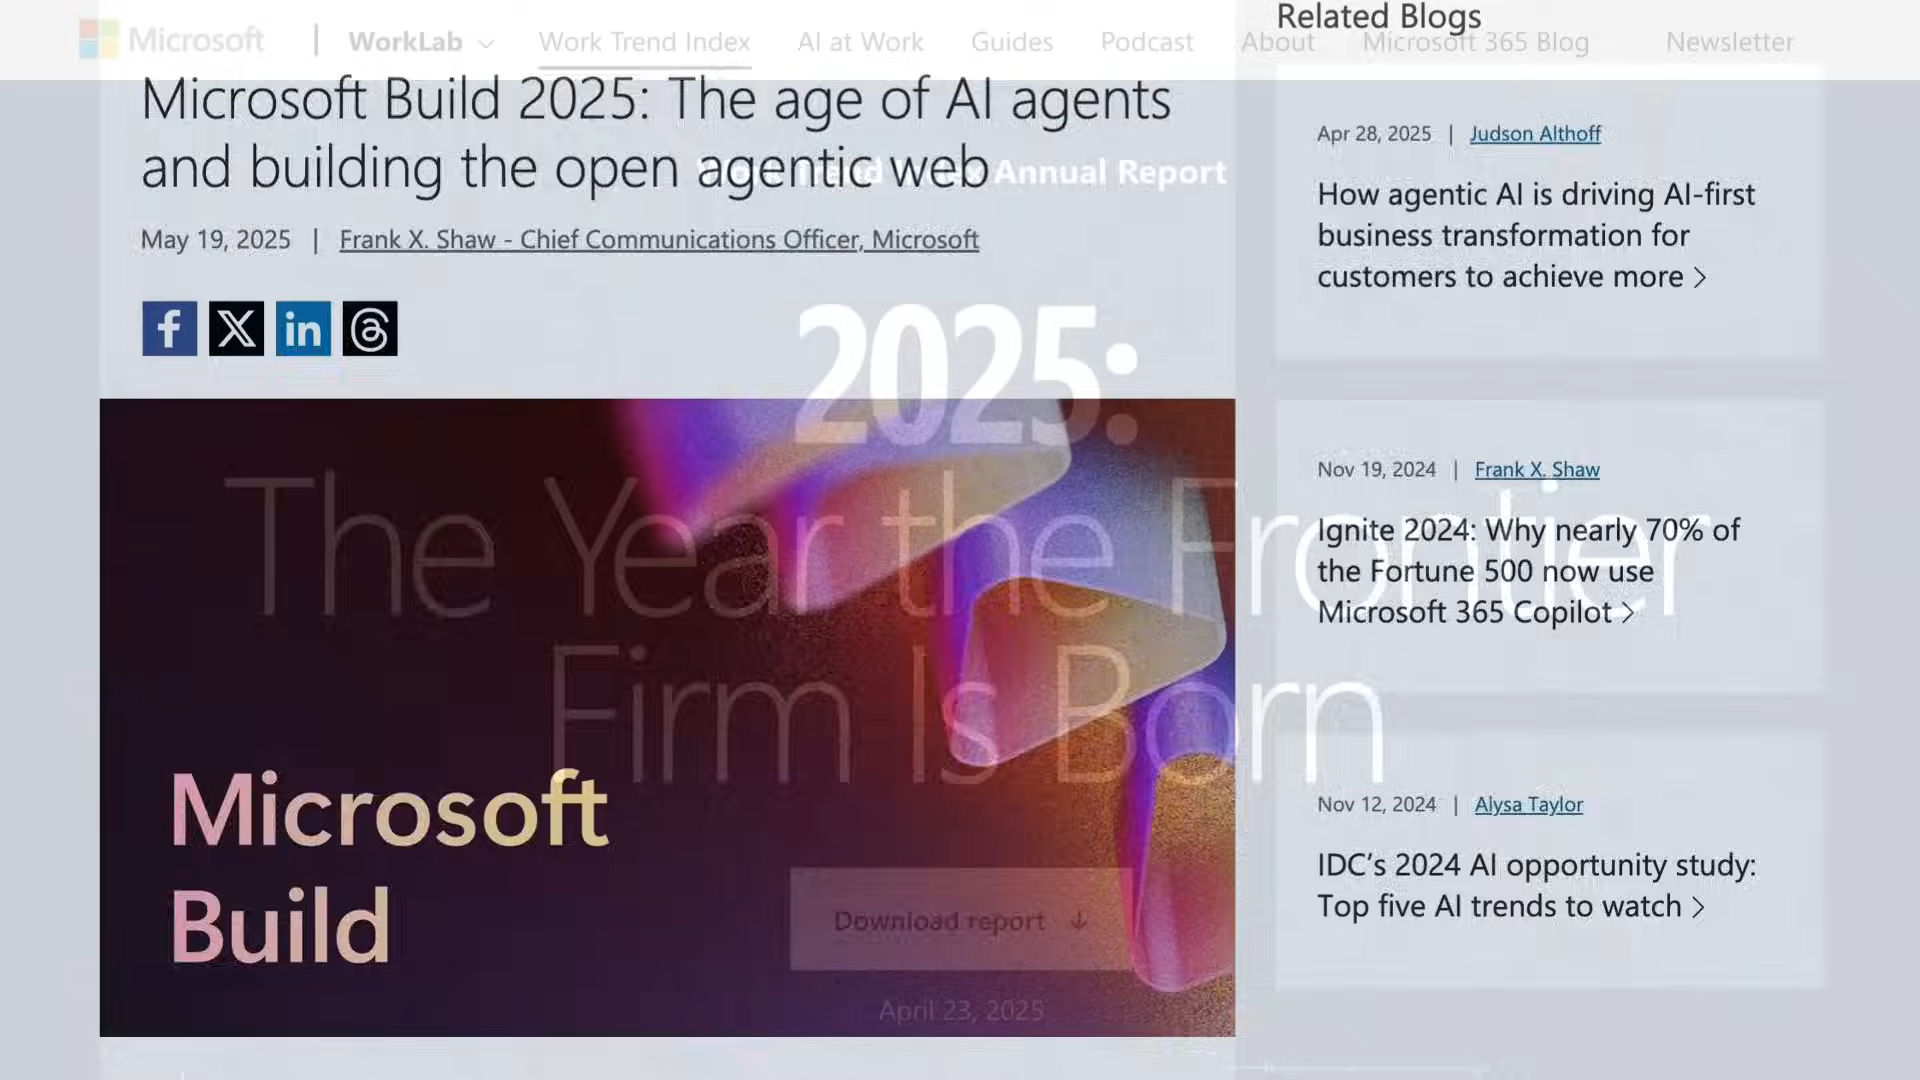 Microsoft | WorkLab Work Trend Index AI at Work Guides Podcast About Microsoft 365 Blog Newsletter
Microsoft Build 2025: The age of AI agents
and building the open agentic web
May 19, 2025 | Frank X. Shaw - Chief Communications Officer, Microsoft
Work Trend Index Annual Report
2025:
The Year the Frontier
Firm Is Born
Microsoft
Build
Download report
April 23, 2025
Related Blogs
Apr 28, 2025 | Judson Althoff
How agentic AI is driving AI-first
business transformation for
customers to achieve more
Nov 19, 2024 | Frank X. Shaw
Ignite 2024: Why nearly 70% of
the Fortune 500 now use
Microsoft 365 Copilot
Nov 12, 2024 | Alysa Taylor
IDC’s 2024 AI opportunity study:
Top five AI trends to watch